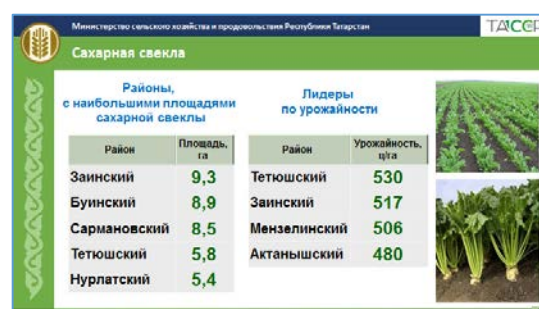 Министерство сельского хозяйства и продовольствия Республики Татарстан
ТАССР
Сахарная свекла
Районы,
с наибольшими площадями
сахарной свеклы
Район
Площадь,
га
Заинский 9,3
Буинский 8,9
Сармановский 8,5
Тетюшский 5,8
Нурлатский 5,4
Лидеры
по урожайности
Район
Урожайность,
ц/га
Тетюшский 530
Заинский 517
Мензелинский 506
Актанышский 480